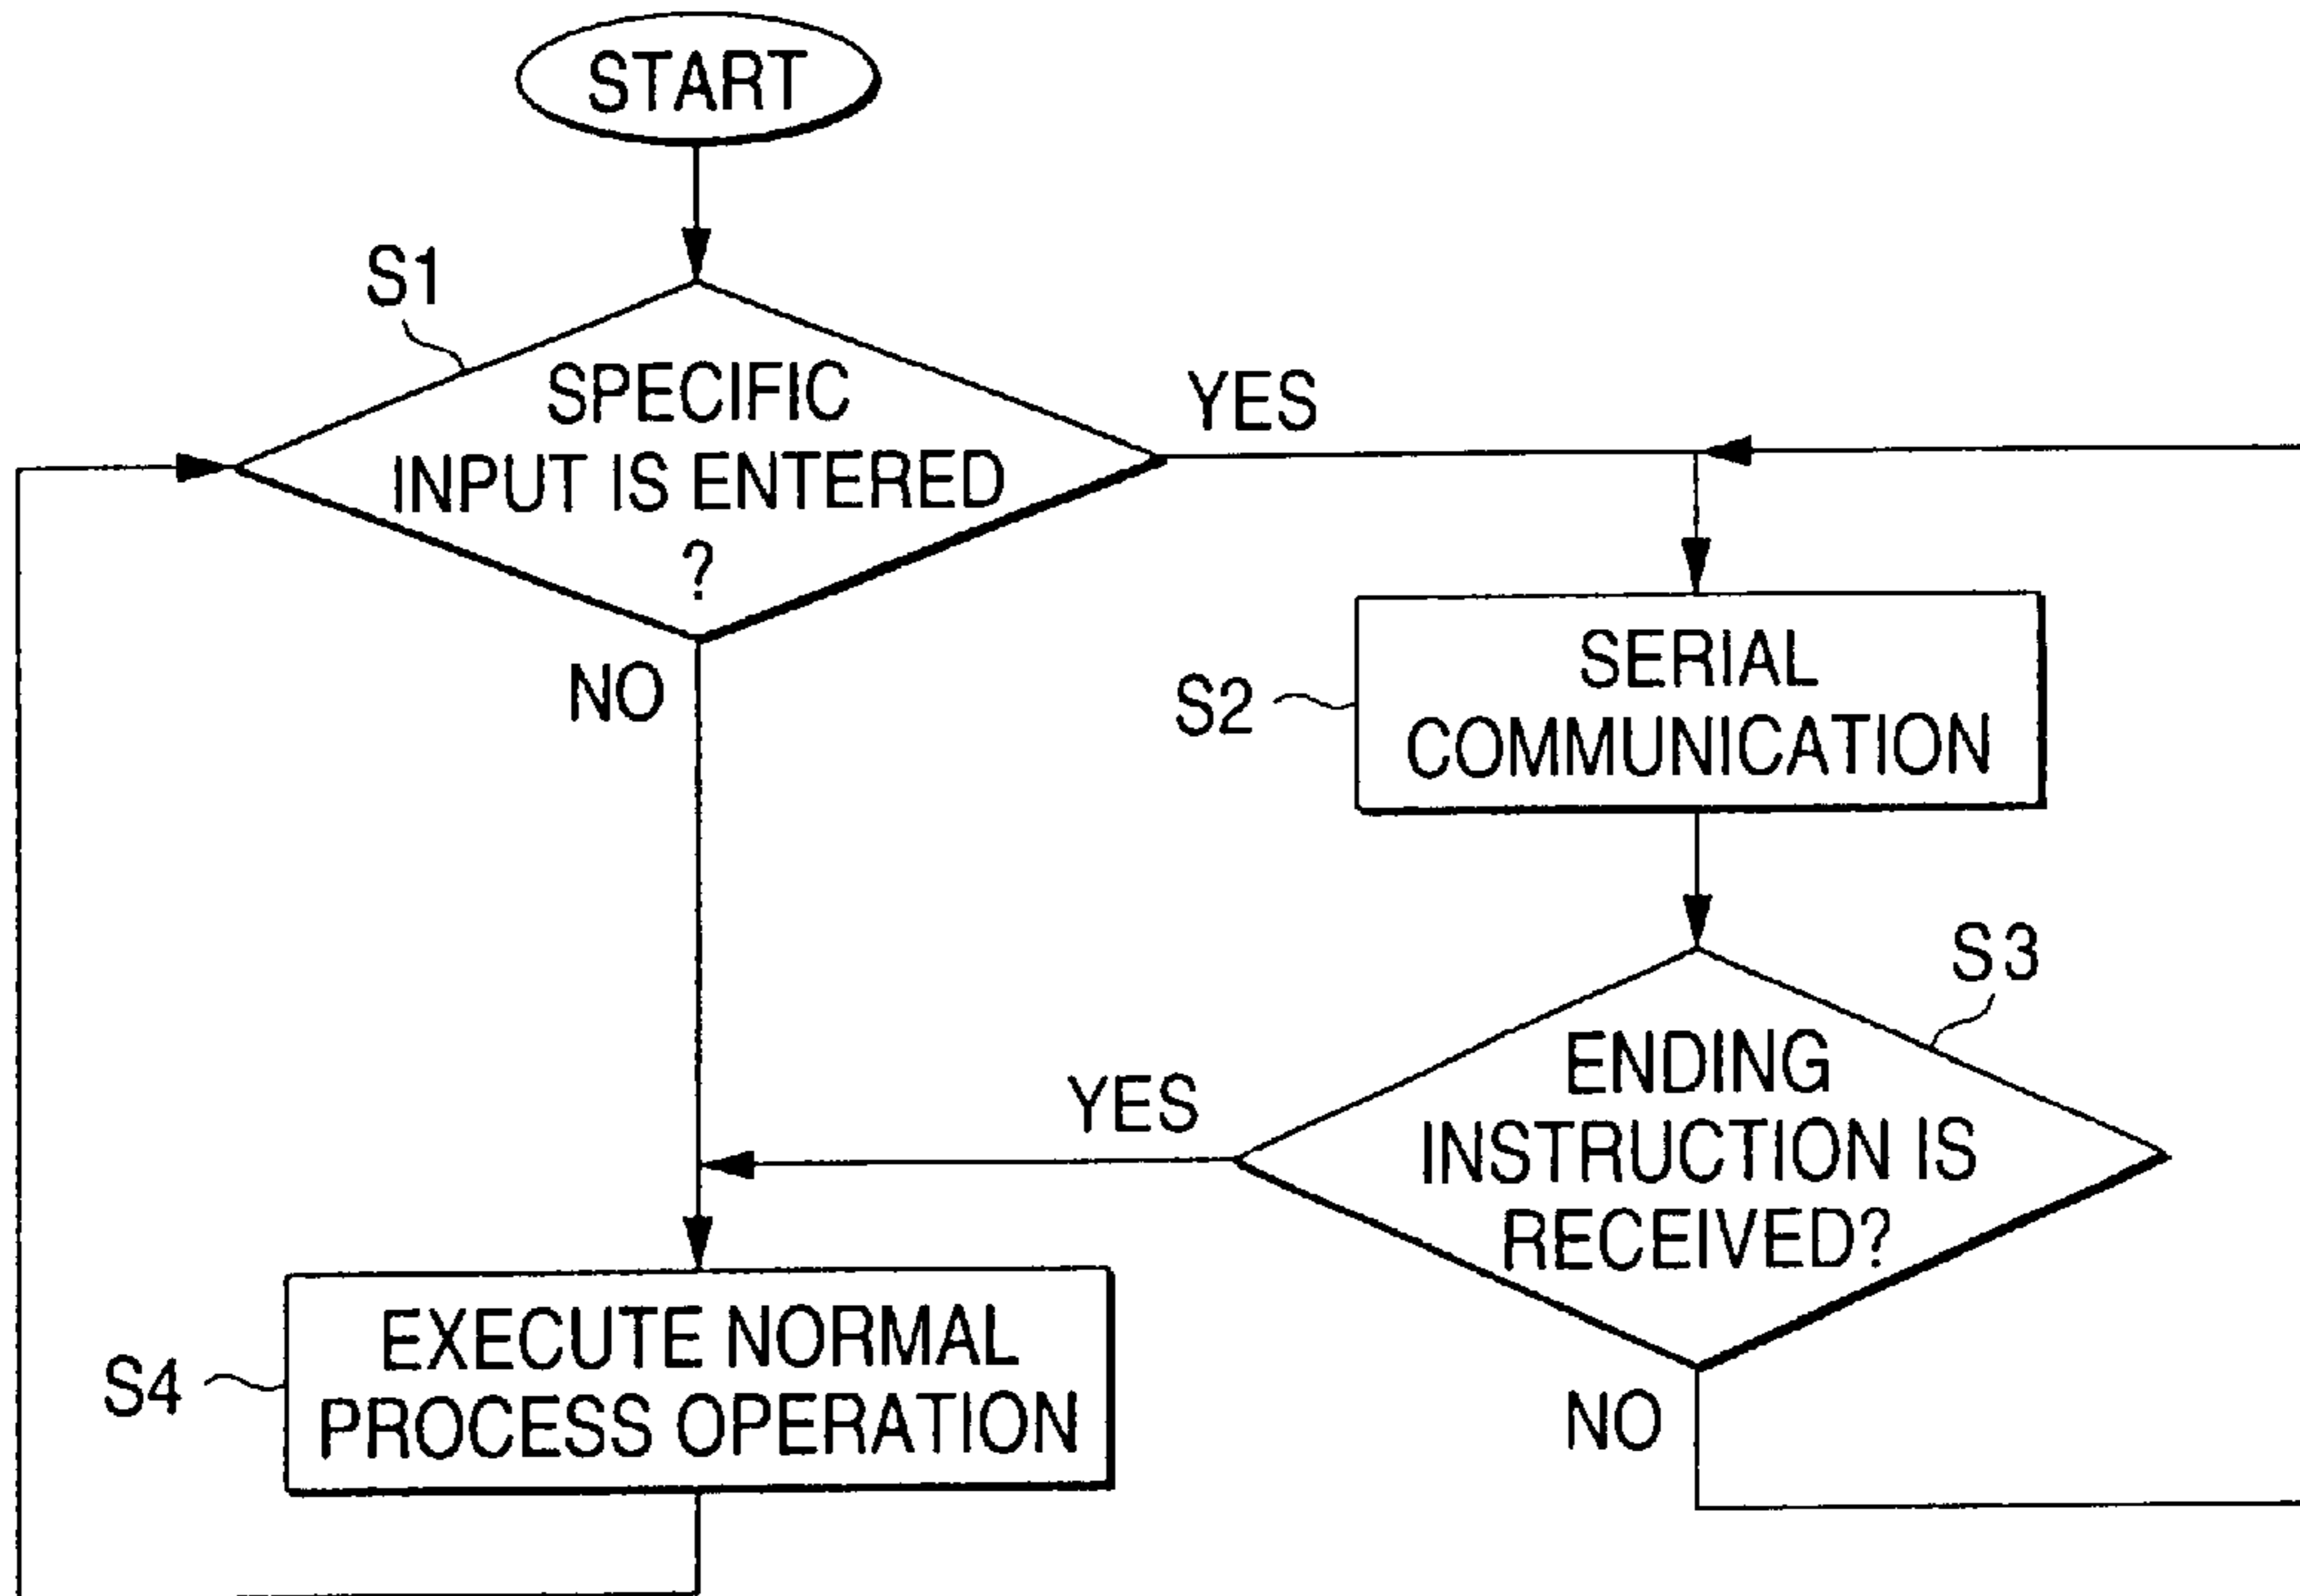 START
S1
SPECIFIC
INPUT IS ENTERED
?
YES
NO
S2
SERIAL
COMMUNICATION
S3
ENDING
INSTRUCTION IS
RECEIVED?
YES
NO
S4
EXECUTE NORMAL
PROCESS OPERATION